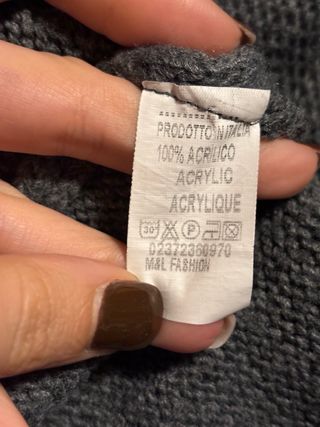 PRODOTTO IN ITALIA
100% ACRILICO
ACRYLIC
ACRYLIQUE
30° P
02372360970
M&L FASHION